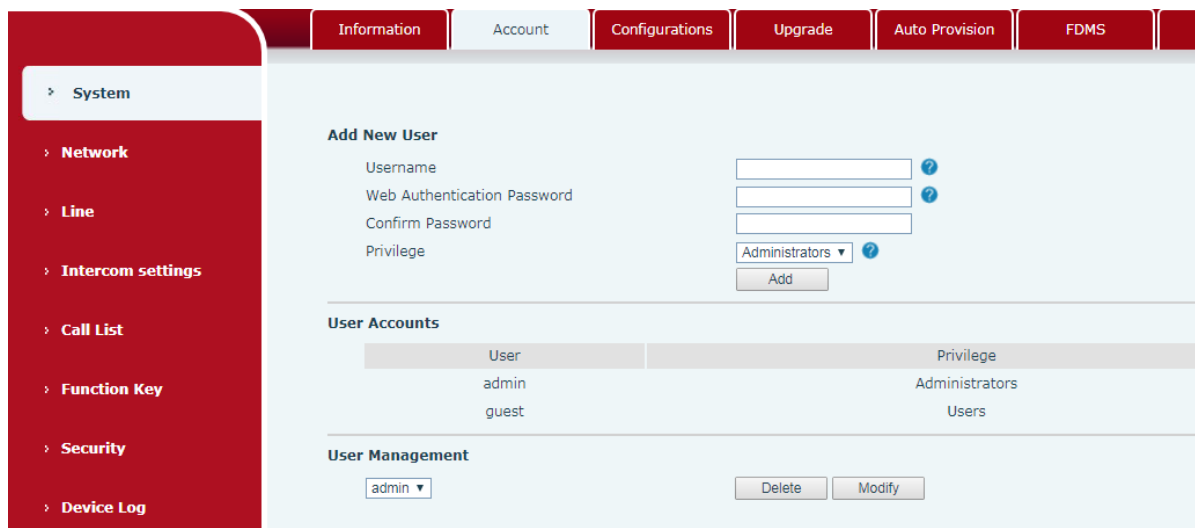 Information Account Configurations Upgrade Auto Provision FDMS
System
Network
Line
Intercom settings
Call List
Function Key
Security
Device Log
Add New User
Username
Web Authentication Password
Confirm Password
Privilege Administrators
Add
User Accounts
User Privilege
admin Administrators
guest Users
User Management
admin Delete Modify